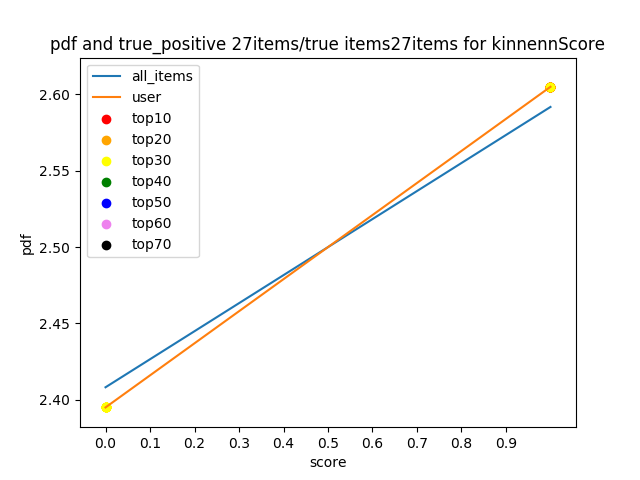 pdf and true_positive 27items/true items27items for kinnennScore
all_items
user
top10
top20
top30
top40
top50
top60
top70
2.60
2.55
2.50
2.45
2.40
pdf
0.0 0.1 0.2 0.3 0.4 0.5 0.6 0.7 0.8 0.9
score